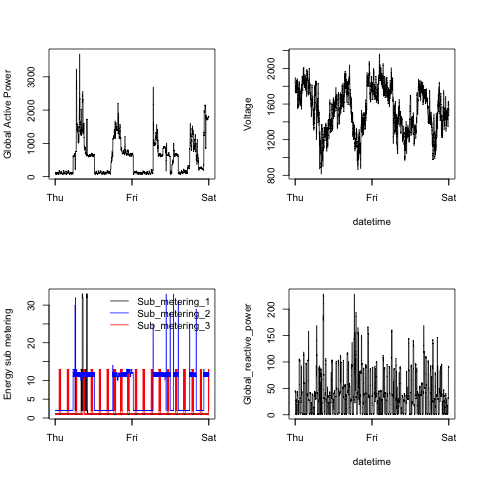 Global Active Power
0
1000
2000
3000
Thu
Fri
Sat
Voltage
800
1200
1600
2000
Thu
Fri
Sat
datetime
Energy sub metering
0
5
10
20
30
Sub_metering_1
Sub_metering_2
Sub_metering_3
Thu
Fri
Sat
Global_reactive_power
0
50
100
150
200
Thu
Fri
Sat
datetime